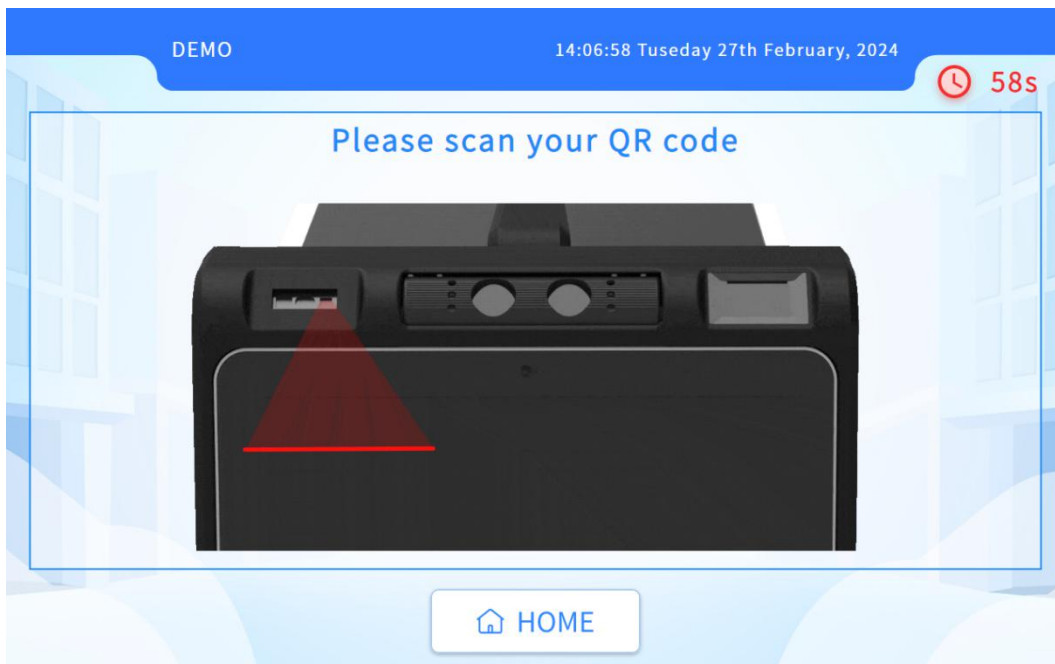 DEMO
14:06:58 Tuseday 27th February, 2024
58s
Please scan your QR code
HOME